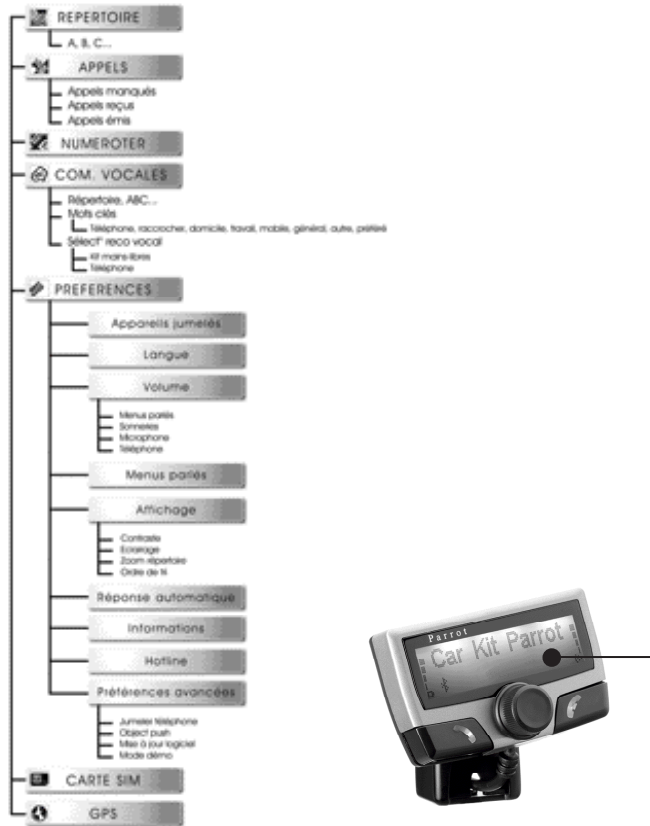 REPERTOIRE
A, B, C...
APPELS
Appels manqués
Appels reçus
Appels émis
NUMEROTER
COM. VOCALES
Répertoire, ABC...
Mots clés
Téléphone, raccrocher, domicile, travail, mobile, général, autre, préféré
Sélect° reco vocal
Kit mains-libres
Téléphone
PREFERENCES
Appareils jumelés
Langue
Volume
Menus parlés
Sonneries
Microphone
Téléphone
Menus parlés
Affichage
Contraste
Eclairage
Zoom répertoire
Ordre de tri
Réponse automatique
Informations
Hotline
Préférences avancées
Jumeler téléphone
Object push
Mise à jour logiciel
Mode démo
CARTE SIM
GPS
Parrot
Car Kit Parrot